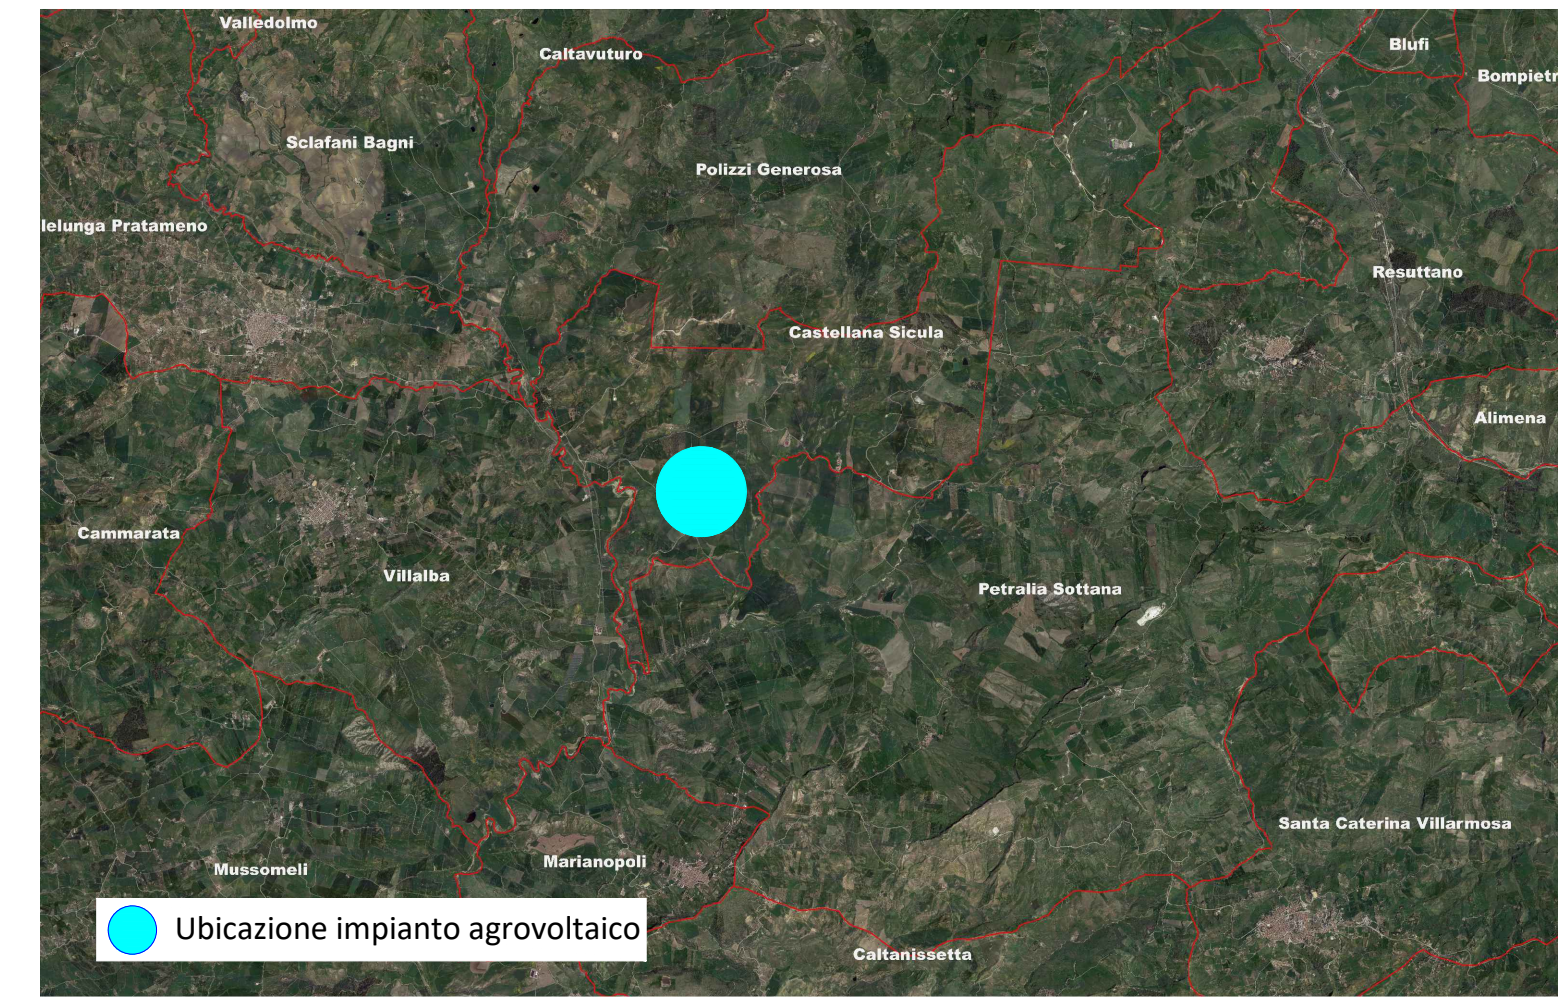 Valledolmo
Caltavuturo
Blufi
Bompietr
Sclafani Bagni
Polizzi Generosa
lelunga Pratameno
Resuttano
Castellana Sicula
Alimena
Cammarata
Villalba
Petralia Sottana
Santa Caterina Villarmosa
Marianopoli
Mussomeli
Ubicazione impianto agrovoltaico
Caltanissetta